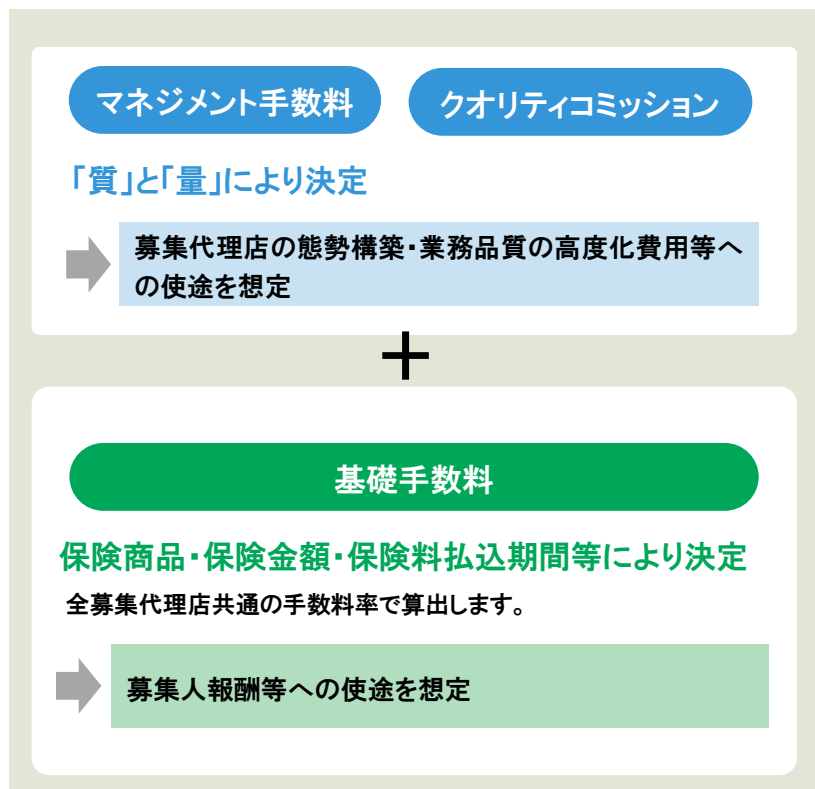 マネジメント手数料
クオリティコミッション
「質」と「量」により決定
募集代理店の態勢構築・業務品質の高度化費用等へ
の使途を想定
＋
基礎手数料
保険商品・保険金額・保険料払込期間等により決定
全募集代理店共通の手数料率で算出します。
募集人報酬等への使途を想定